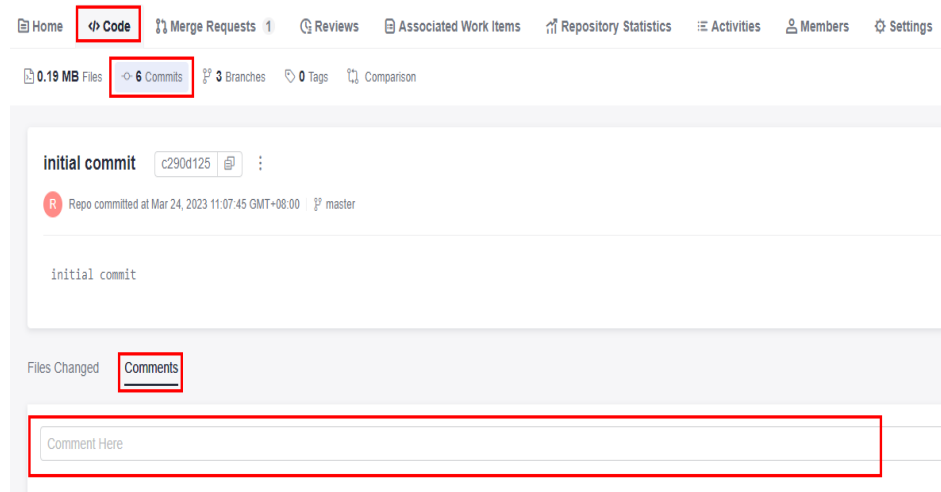 Home </> Code Merge Requests 1 Reviews Associated Work Items Repository Statistics Activities Members Settings
0.19 MB Files 6 Commits 3 Branches 0 Tags Comparison
initial commit c290d125
R Repo committed at Mar 24, 2023 11:07:45 GMT+08:00 master
initial commit
Files Changed Comments
Comment Here